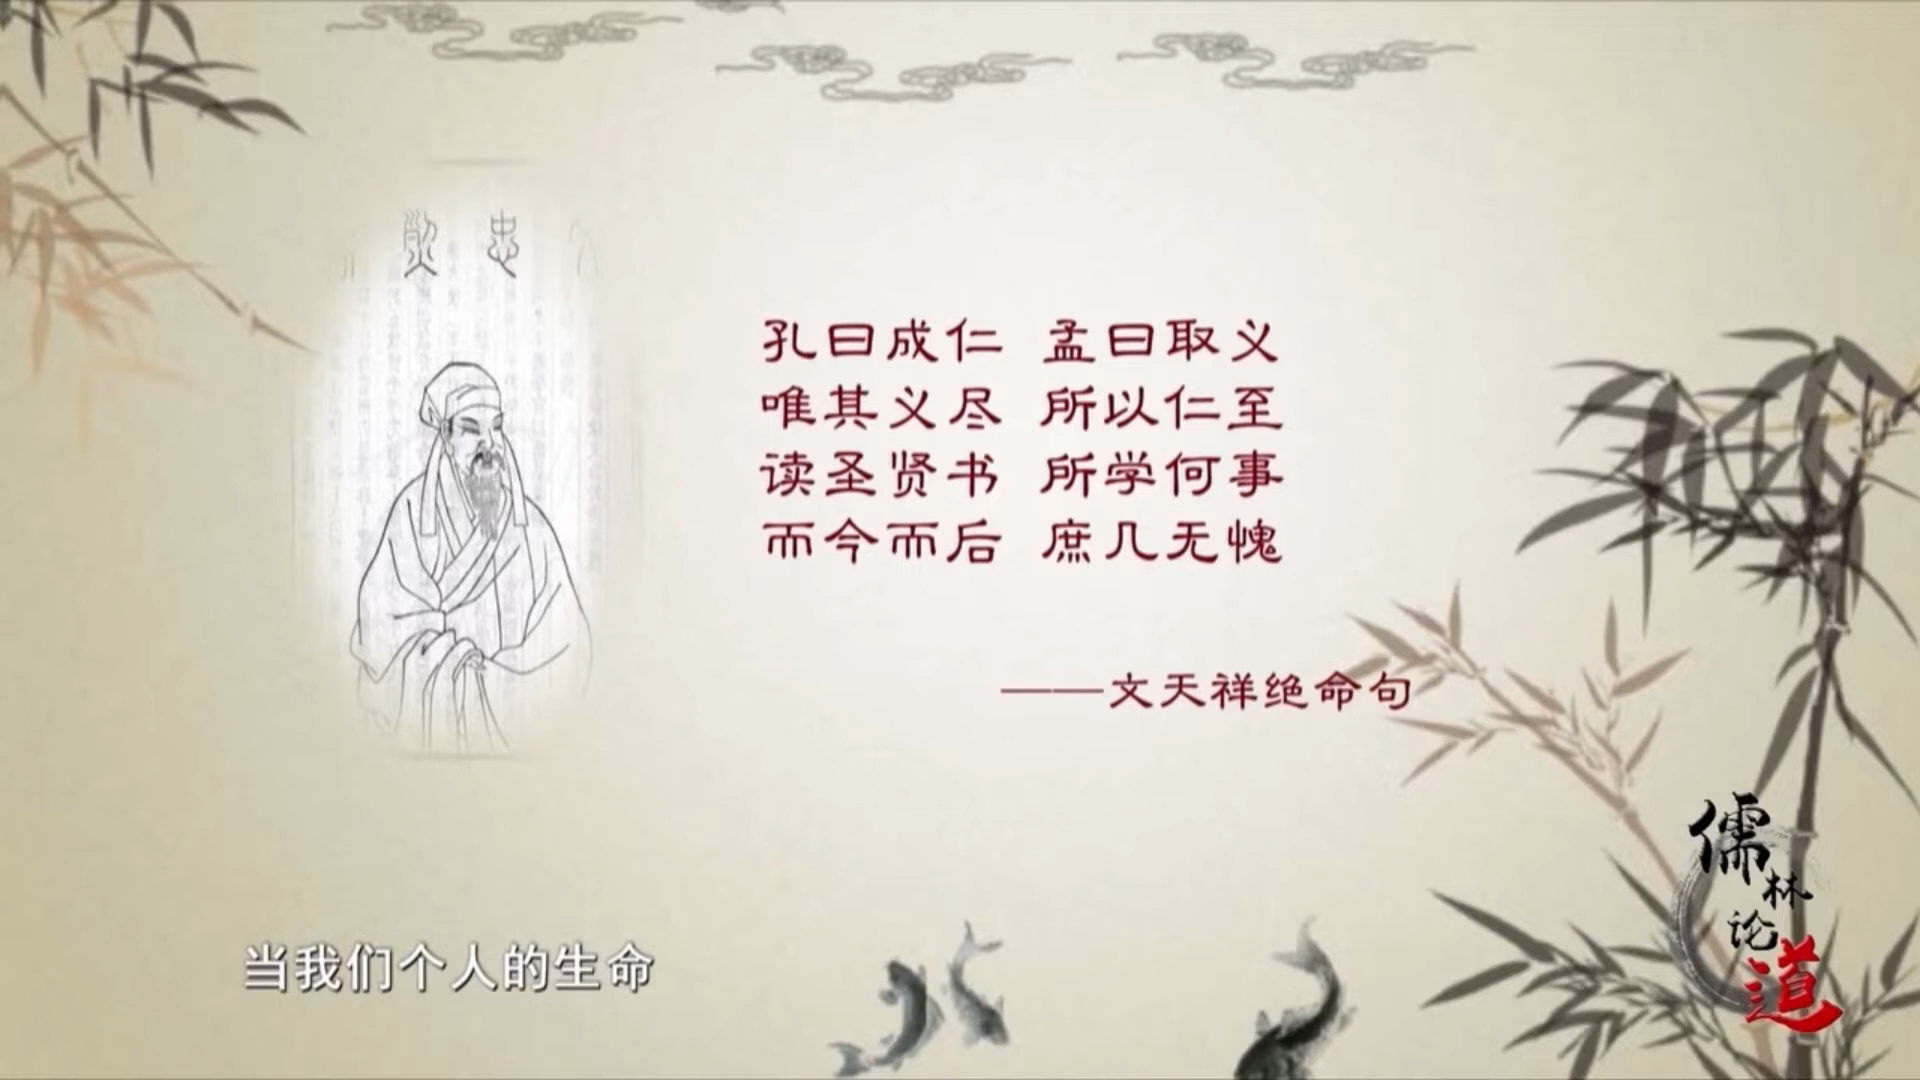 孔曰成仁 孟曰取义
唯其义尽 所以仁至
读圣贤书 所学何事
而今而后 庶几无愧
——文天祥绝命句
当我们个人的生命
儒林论道